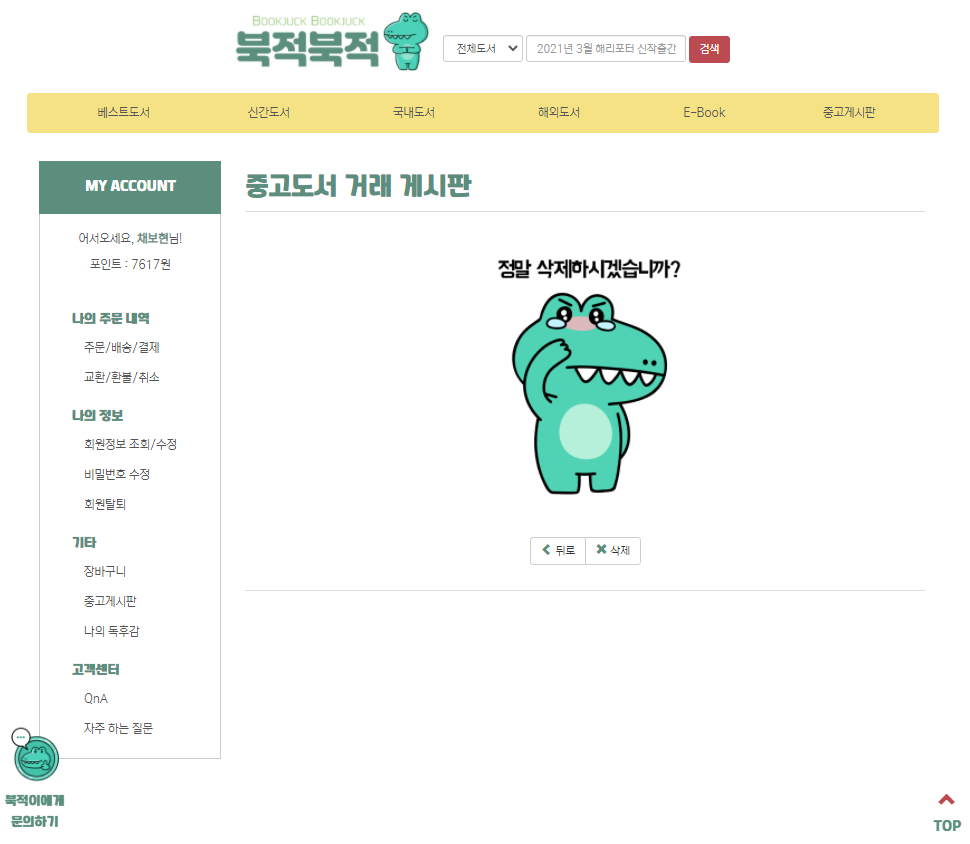 BOOKJUCK BOOKJUCK
북적북적
전체도서
2021년 3월 해리포터 신작출간
검색
베스트도서
신간도서
국내도서
해외도서
E-Book
중고게시판
MY ACCOUNT
어서오세요, 채보현님!
포인트 : 7617원
나의 주문 내역
주문/배송/결제
교환/환불/취소
나의 정보
회원정보 조회/수정
비밀번호 수정
회원탈퇴
기타
장바구니
중고게시판
나의 독후감
고객센터
QnA
자주 하는 질문
중고도서 거래 게시판
정말 삭제하시겠습니까?
뒤로
삭제
북적이에게
문의하기
TOP